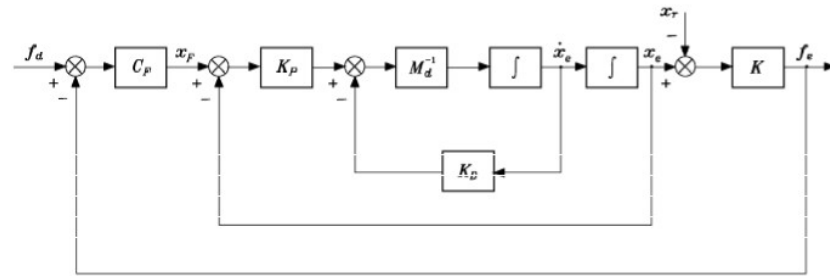 x_r
−
f_d + − C_F x_F + − K_P + − M_d^{-1} ∫ ẋ_e ∫ x_e + K f_e
K_D